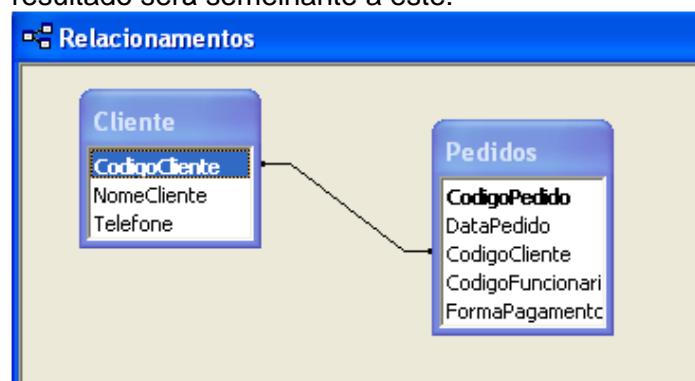 resultado será semelhante a este:
Relacionamentos
Cliente
CodigoCliente
NomeCliente
Telefone
Pedidos
CodigoPedido
DataPedido
CodigoCliente
CodigoFuncionari
FormaPagamento